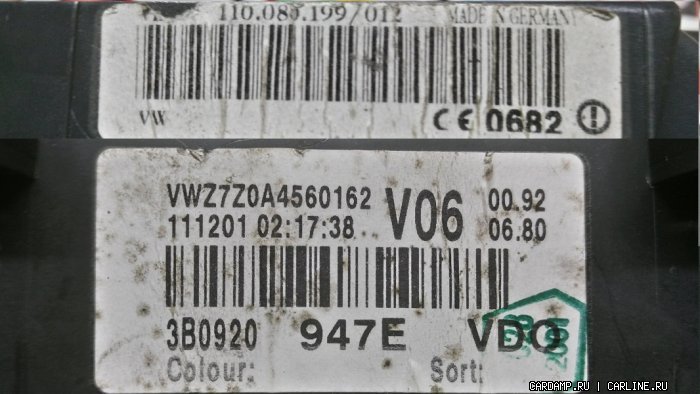 110.080.199/012 MADE IN GERMANY
VW CE 0682
VWZ7Z0A4560162 V06 00.92
111201 02:17:38 06.80
3B0920 947E VDO
Colour: Sort:
CARDAMP.RU | CARLINE.RU